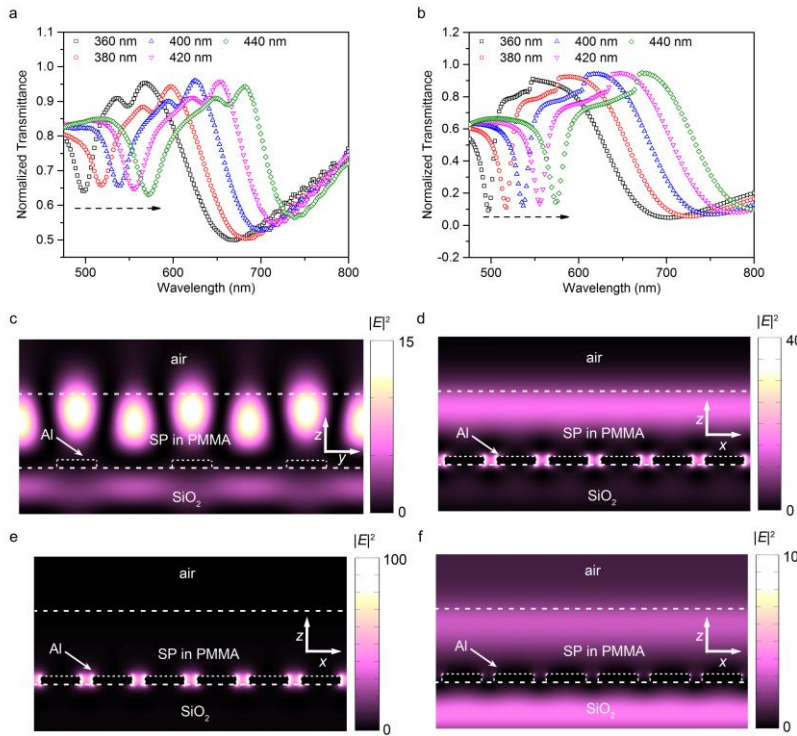 a
360 nm 400 nm 440 nm
380 nm 420 nm
Normalized Transmittance
1.1
1.0
0.9
0.8
0.7
0.6
0.5
500 600 700 800
Wavelength (nm)
b
360 nm 400 nm 440 nm
380 nm 420 nm
Normalized Transmittance
1.2
1.0
0.8
0.6
0.4
0.2
0.0
-0.2
500 600 700 800
Wavelength (nm)
c
|E|²
15
0
air
Al
SP in PMMA
z
y
SiO₂
d
|E|²
40
0
air
Al
SP in PMMA
z
x
SiO₂
e
|E|²
100
0
air
Al
SP in PMMA
z
x
SiO₂
f
|E|²
10
0
air
Al
SP in PMMA
z
x
SiO₂